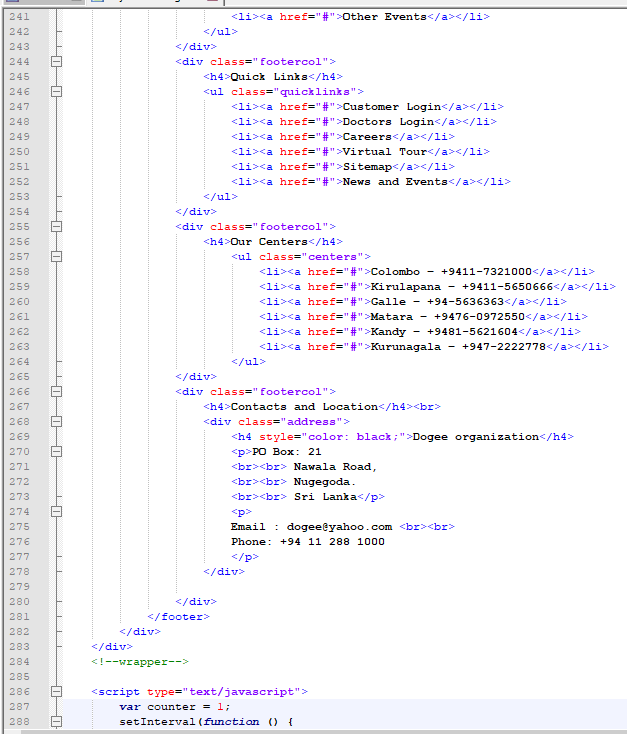 241 <li><a href="#">Other Events</a></li>
242 </ul>
243 </div>
244 <div class="footercol">
245 <h4>Quick Links</h4>
246 <ul class="quicklinks">
247 <li><a href="#">Customer Login</a></li>
248 <li><a href="#">Doctors Login</a></li>
249 <li><a href="#">Careers</a></li>
250 <li><a href="#">Virtual Tour</a></li>
251 <li><a href="#">Sitemap</a></li>
252 <li><a href="#">News and Events</a></li>
253 </ul>
254 </div>
255 <div class="footercol">
256 <h4>Our Centers</h4>
257 <ul class="centers">
258 <li><a href="#">Colombo – +9411-7321000</a></li>
259 <li><a href="#">Kirulapana – +9411-5650666</a></li>
260 <li><a href="#">Galle – +94-5636363</a></li>
261 <li><a href="#">Matara – +9476-0972550</a></li>
262 <li><a href="#">Kandy – +9481-5621604</a></li>
263 <li><a href="#">Kurunagala – +947-2222778</a></li>
264 </ul>
265 </div>
266 <div class="footercol">
267 <h4>Contacts and Location</h4><br>
268 <div class="address">
269 <h4 style="color: black;">Dogee organization</h4>
270 <p>PO Box: 21
271 <br><br> Nawala Road,
272 <br><br> Nugegoda.
273 <br><br> Sri Lanka</p>
274 <p>
275 Email : dogee@yahoo.com <br><br>
276 Phone: +94 11 288 1000
277 </p>
278 </div>
279
280 </div>
281 </footer>
282 </div>
283 </div>
284 <!--wrapper-->
285
286 <script type="text/javascript">
287 var counter = 1;
288 setInterval(function () {